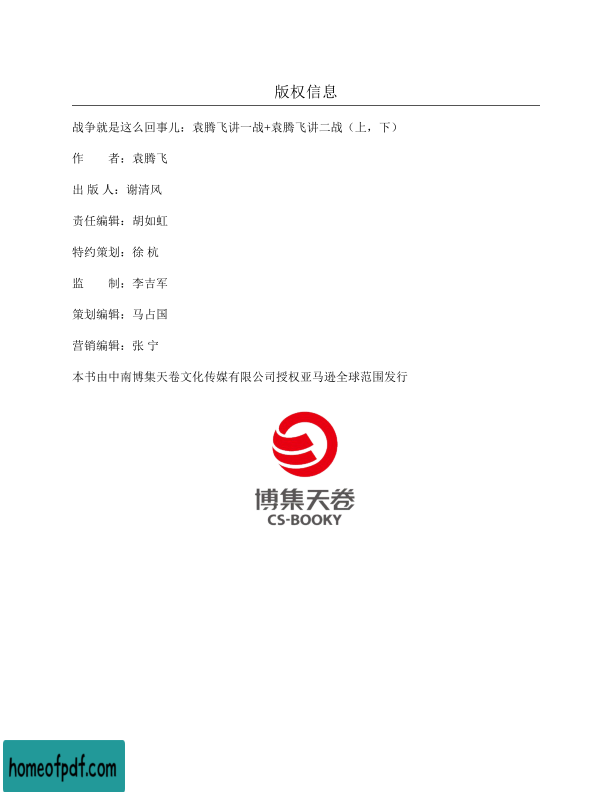 版权信息
战争就是这么回事儿：袁腾飞讲一战+袁腾飞讲二战（上，下）
作　　者：袁腾飞
出 版 人：谢清风
责任编辑：胡如虹
特约策划：徐 杭
监　　制：李吉军
策划编辑：马占国
营销编辑：张 宁
本书由中南博集天卷文化传媒有限公司授权亚马逊全球范围发行
博集天卷
CS-BOOKY
homeofpdf.com